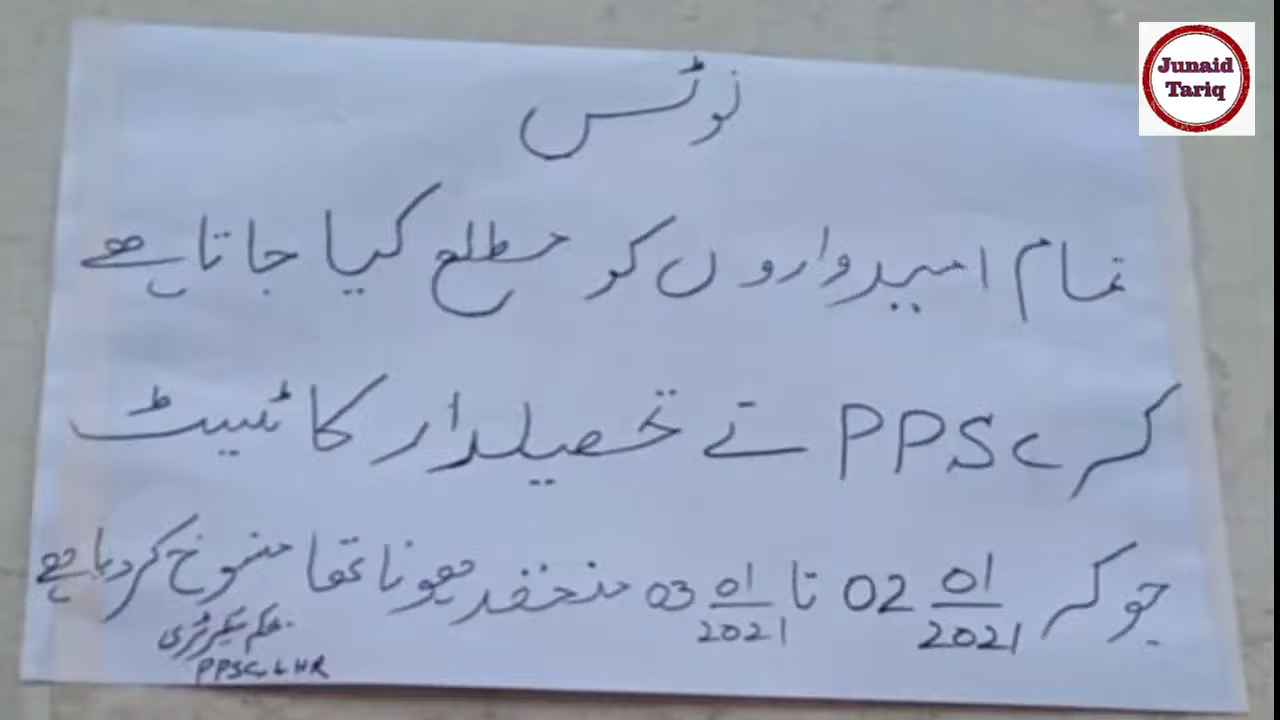 Junaid
Tariq
نوٹس
تمام امیدواروں کو مطلع کیا جاتا ہے
کہ PPSC نے تحصیلدار کا ٹیسٹ
جو کہ 02 01/2021 تا 03 01/2021 منعقد ہونا تھا منسوخ کر دیا ہے
بحکم سیکرٹری
PPSC LHR